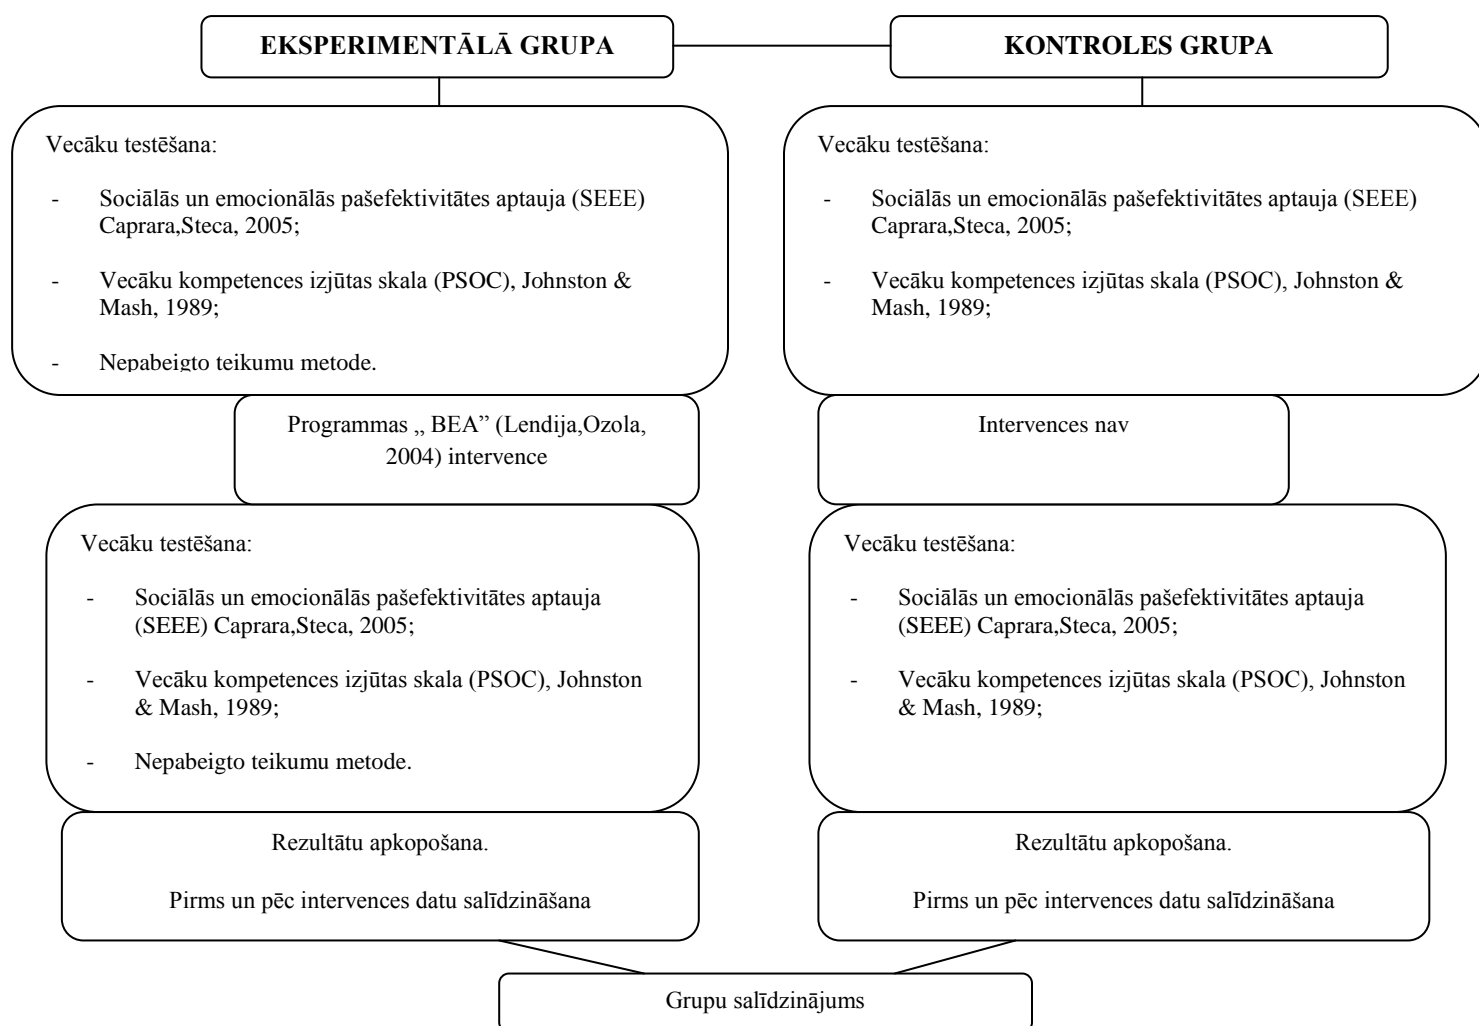 EKSPERIMENTĀLĀ GRUPA
KONTROLES GRUPA
Vecāku testēšana:
- Sociālās un emocionālās pašefektivitātes aptauja (SEEE)
Caprara,Steca, 2005;
- Vecāku kompetences izjūtas skala (PSOC), Johnston &
Mash, 1989;
- Nepabeigto teikumu metode.
Vecāku testēšana:
- Sociālās un emocionālās pašefektivitātes aptauja (SEEE)
Caprara,Steca, 2005;
- Vecāku kompetences izjūtas skala (PSOC), Johnston &
Mash, 1989;
Programmas „ BEA” (Lendija,Ozola,
2004) intervence
Intervences nav
Vecāku testēšana:
- Sociālās un emocionālās pašefektivitātes aptauja
(SEEE) Caprara,Steca, 2005;
- Vecāku kompetences izjūtas skala (PSOC), Johnston
& Mash, 1989;
- Nepabeigto teikumu metode.
Vecāku testēšana:
- Sociālās un emocionālās pašefektivitātes aptauja
(SEEE) Caprara,Steca, 2005;
- Vecāku kompetences izjūtas skala (PSOC), Johnston
& Mash, 1989;
Rezultātu apkopošana.
Pirms un pēc intervences datu salīdzināšana
Rezultātu apkopošana.
Pirms un pēc intervences datu salīdzināšana
Grupu salīdzinājums